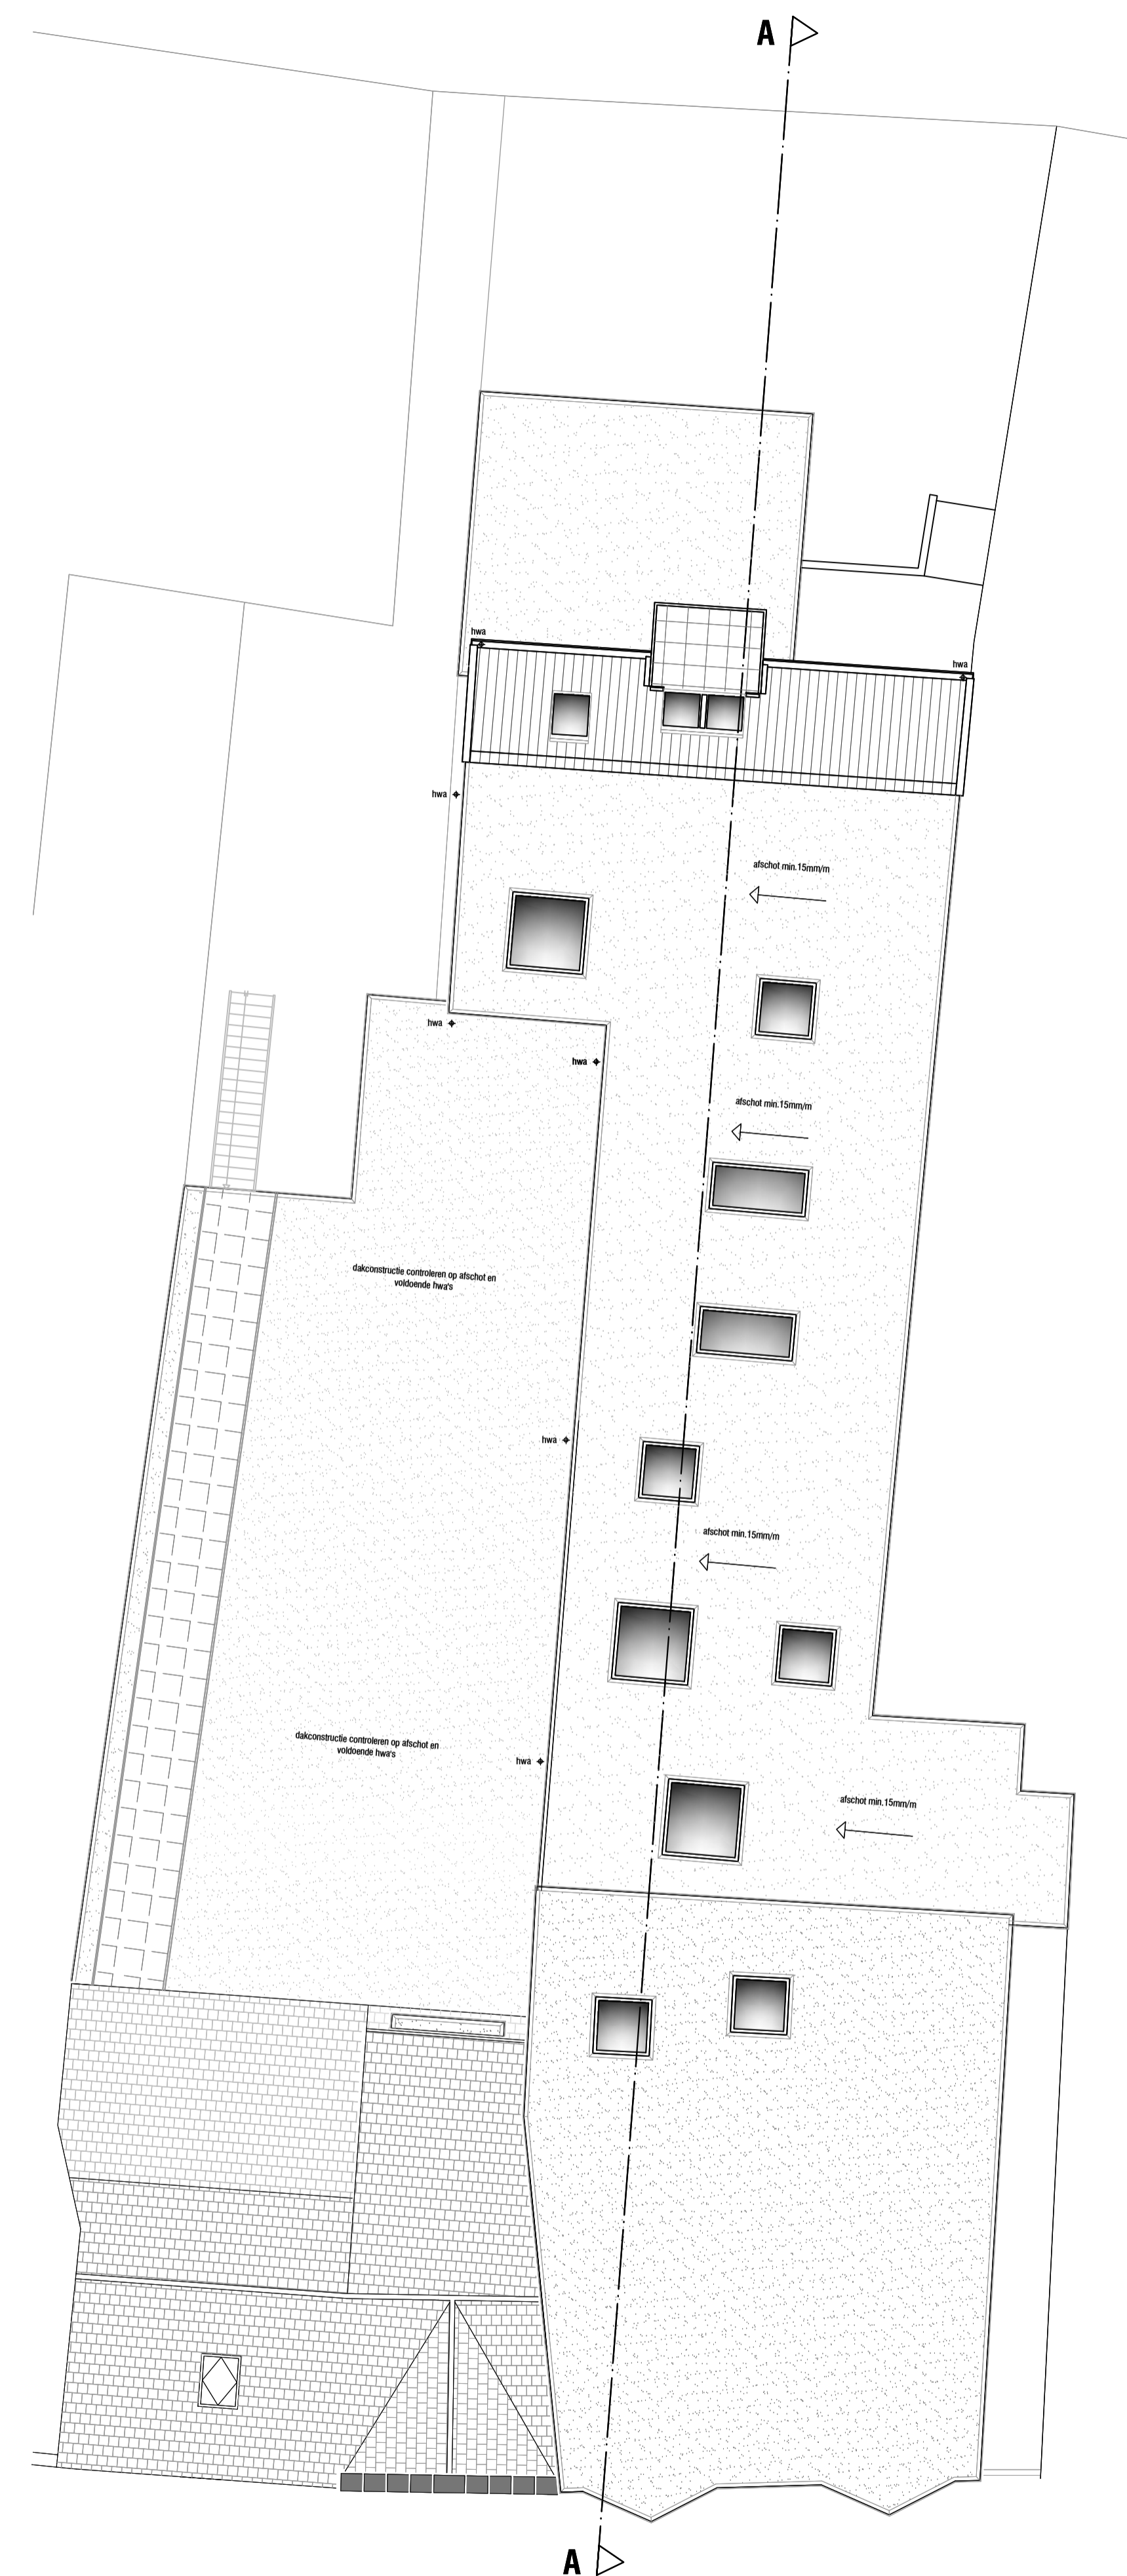 A
hwa
hwa
hwa
afschot min.15mm/m
hwa
hwa
afschot min.15mm/m
dakconstructie controleren op afschot en
voldoende hwa's
hwa
afschot min.15mm/m
dakconstructie controleren op afschot en
voldoende hwa's
hwa
afschot min.15mm/m
A